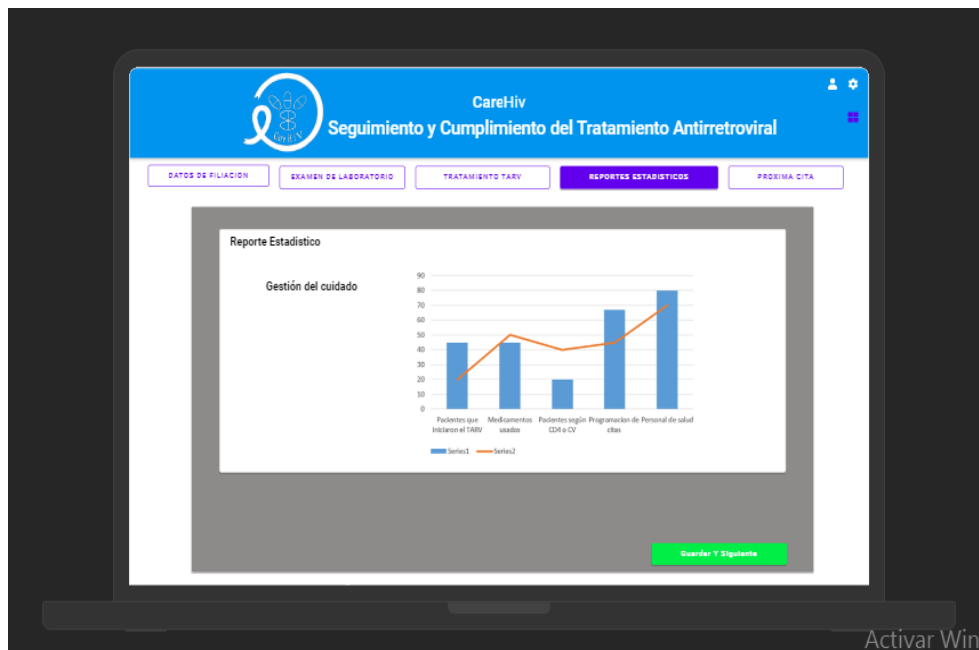 CareHiv
Seguimiento y Cumplimiento del Tratamiento Antirretroviral
DATOS DE FILIACION
EXAMEN DE LABORATORIO
TRATAMIENTO TARV
REPORTES ESTADISTICOS
PROXIMA CITA
Reporte Estadistico
Gestión del cuidado
90
80
70
60
50
40
30
20
10
0
Pacientes que
iniciaron el TARV
Medicamentos
usados
Pacientes según
CD4 o CV
Programacion de
citas
Personal de salud
Series1
Series2
Guardar Y Siguiente
Activar Win